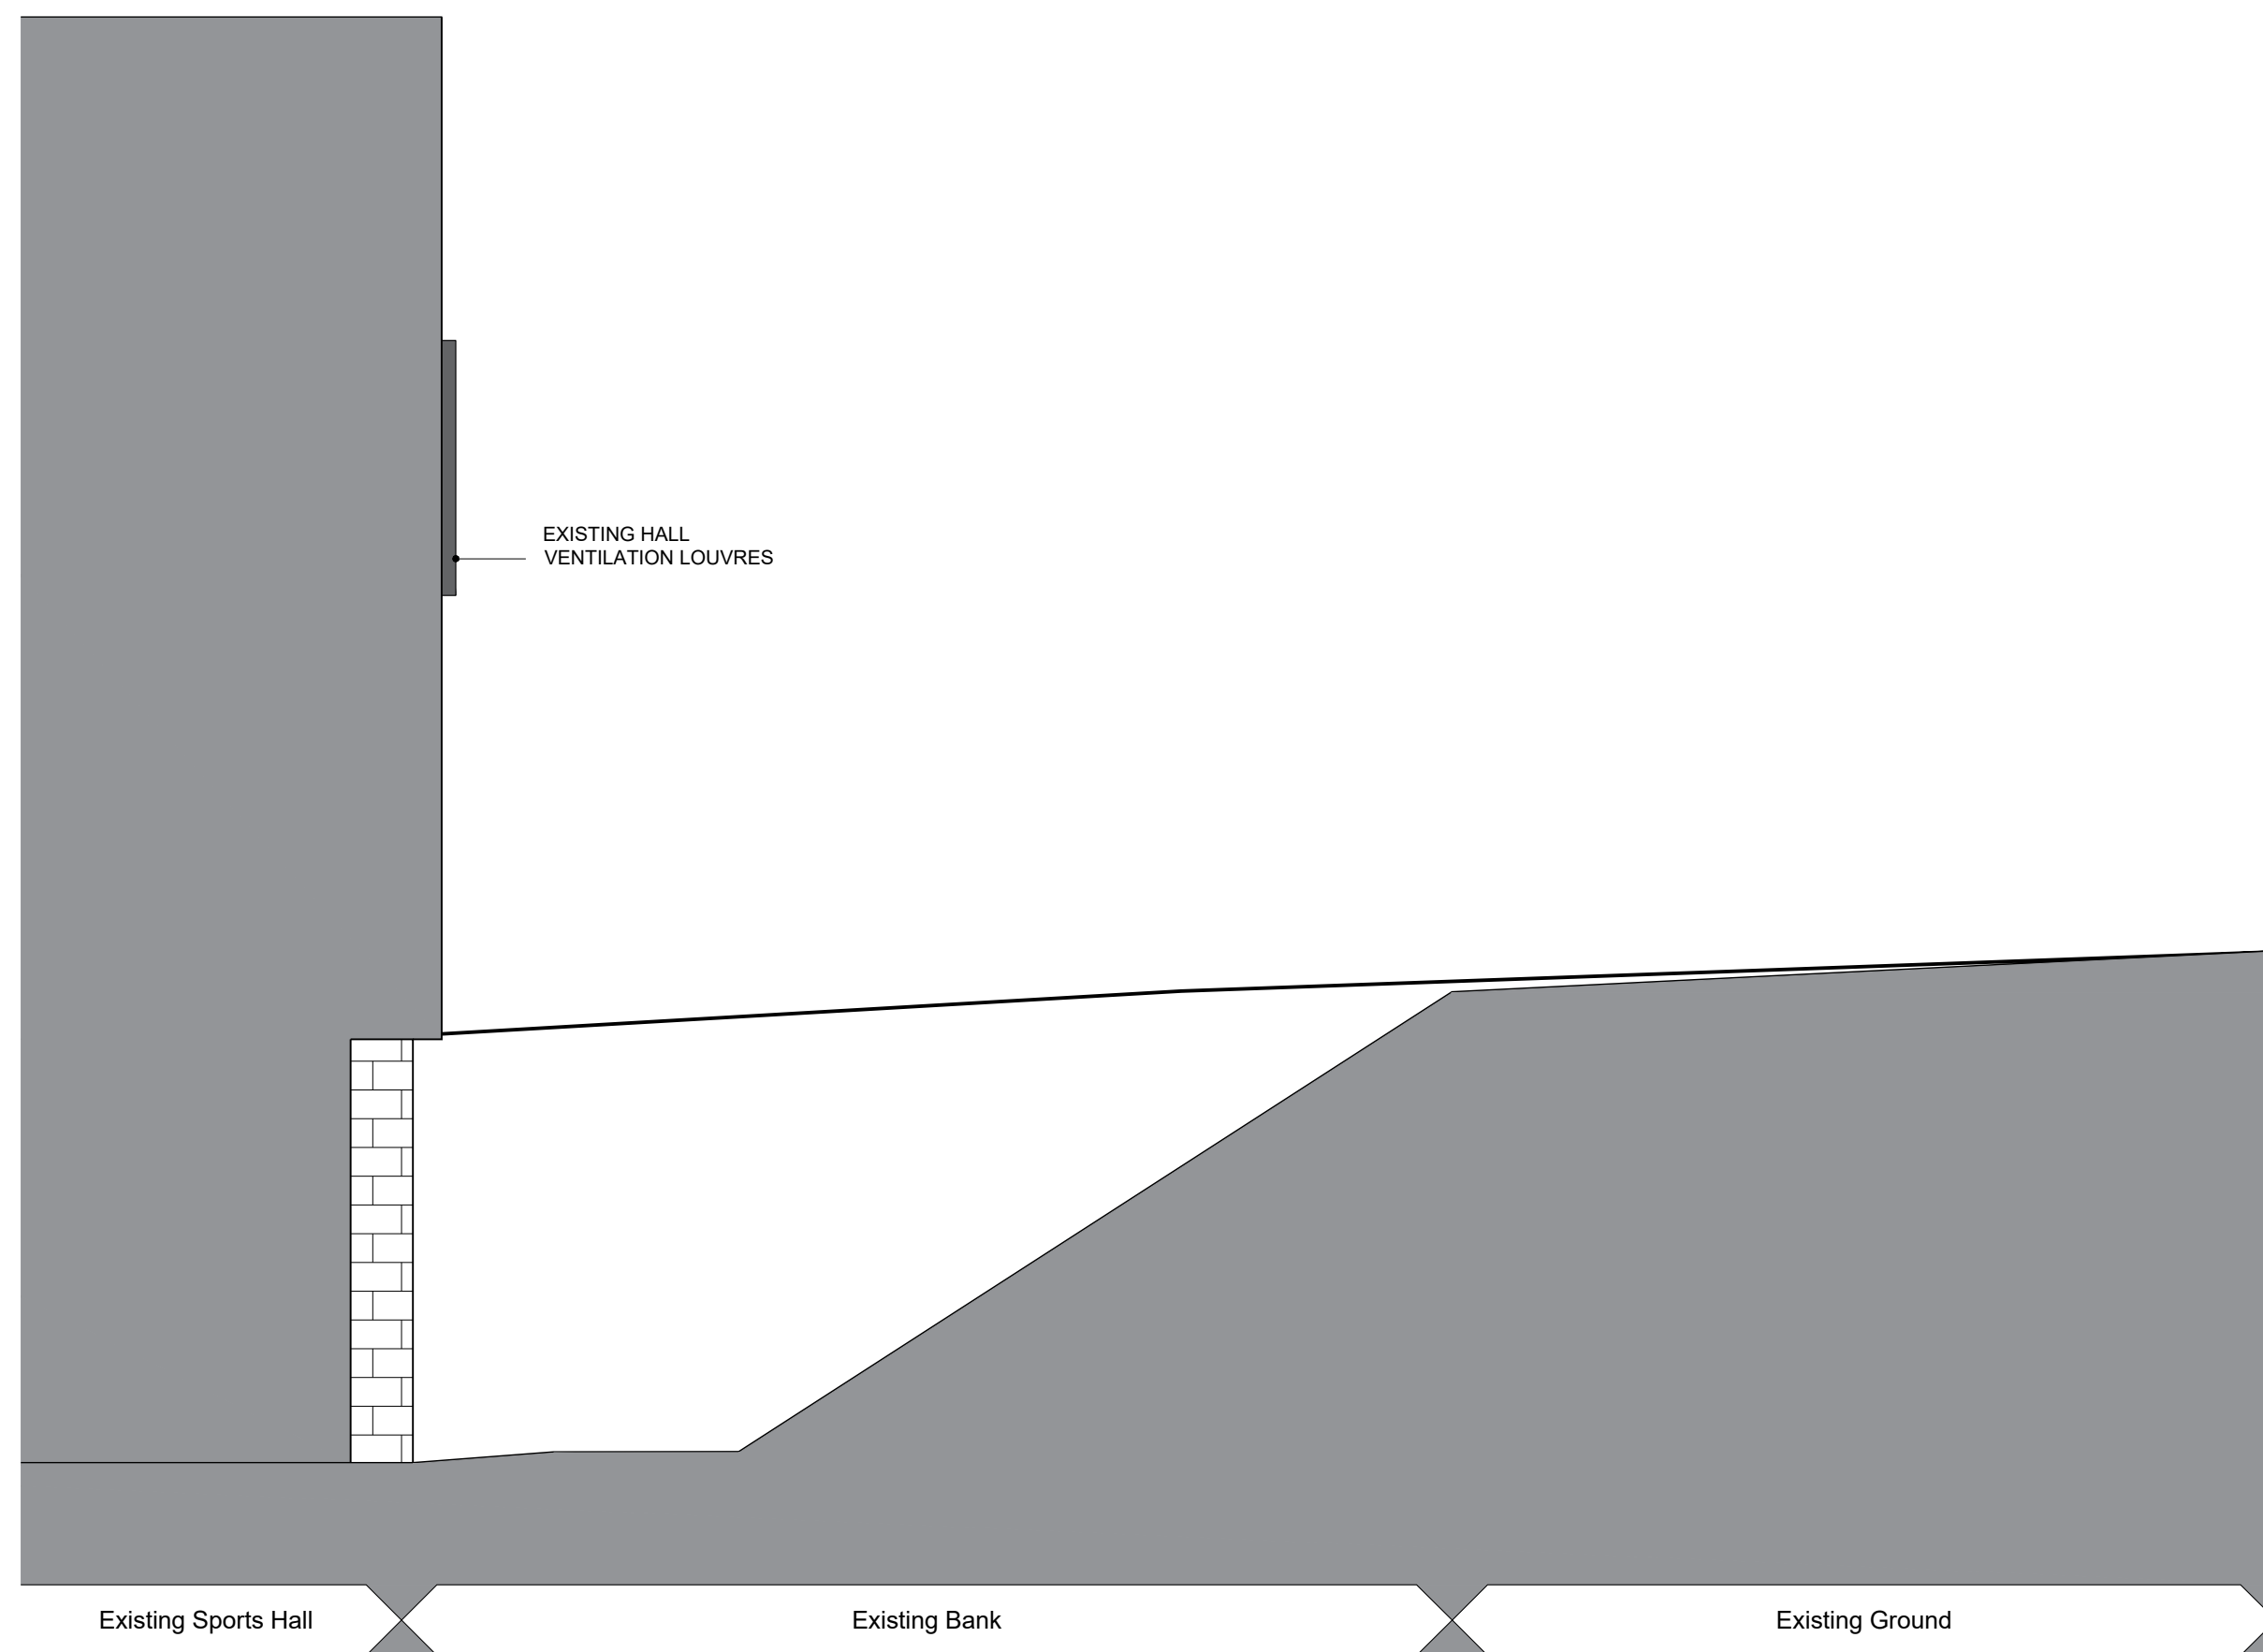 EXISTING HALL
VENTILATION LOUVRES
Existing Sports Hall
Existing Bank
Existing Ground